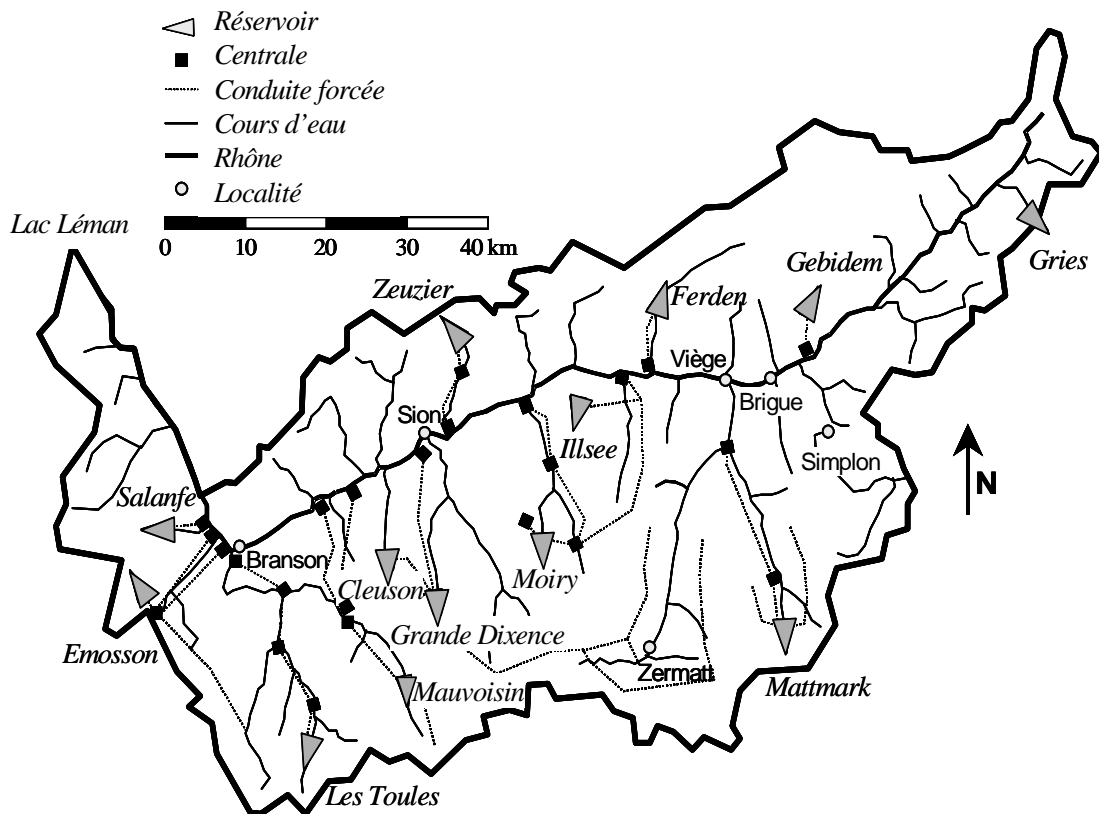 Réservoir
Centrale
Conduite forcée
Cours d'eau
Rhône
Localité
Lac Léman
0 10 20 30 40 km
Gries
Gebidem
Zeuzier
Ferden
Viège
Brigue
Sion
Illsee
Simplon
N
Salanfe
Branson
Moiry
Cleuson
Grande Dixence
Emosson
Zermatt
Mauvoisin
Mattmark
Les Toules